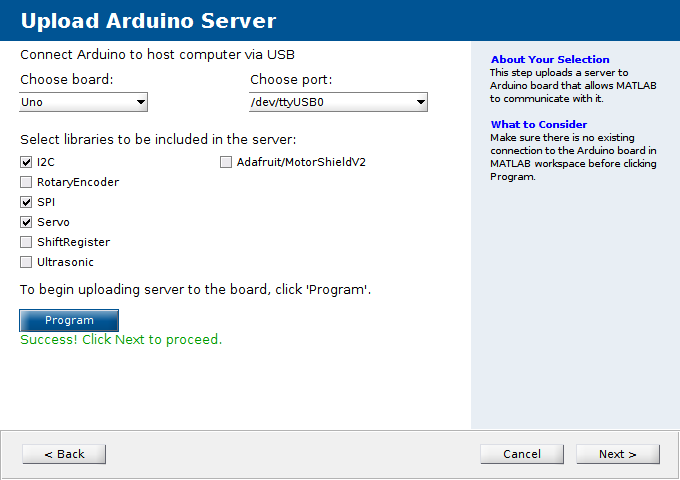 Upload Arduino Server
Connect Arduino to host computer via USB
Choose board:
Choose port:
Uno
/dev/ttyUSB0
Select libraries to be included in the server:
I2C
Adafruit/MotorShieldV2
RotaryEncoder
SPI
Servo
ShiftRegister
Ultrasonic
To begin uploading server to the board, click 'Program'.
Program
Success! Click Next to proceed.
About Your Selection
This step uploads a server to
Arduino board that allows MATLAB
to communicate with it.
What to Consider
Make sure there is no existing
connection to the Arduino board in
MATLAB workspace before clicking
Program.
< Back
Cancel
Next >